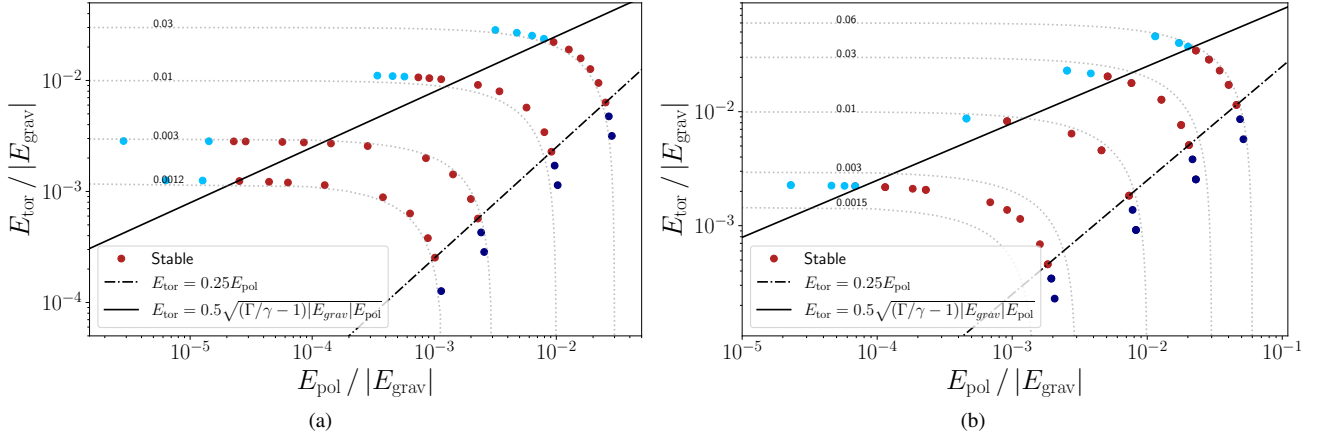 0.03
0.01
0.003
0.0012
10⁻²
10⁻³
10⁻⁴
E_tor / |E_grav|
Stable
E_tor = 0.25E_pol
E_tor = 0.5√(Γ/γ − 1)|E_grav|E_pol
10⁻⁵ 10⁻⁴ 10⁻³ 10⁻²
E_pol / |E_grav|
(a)
0.06
0.03
0.01
0.003
0.0015
10⁻²
10⁻³
E_tor / |E_grav|
Stable
E_tor = 0.25E_pol
E_tor = 0.5√(Γ/γ − 1)|E_grav|E_pol
10⁻⁵ 10⁻⁴ 10⁻³ 10⁻² 10⁻¹
E_pol / |E_grav|
(b)